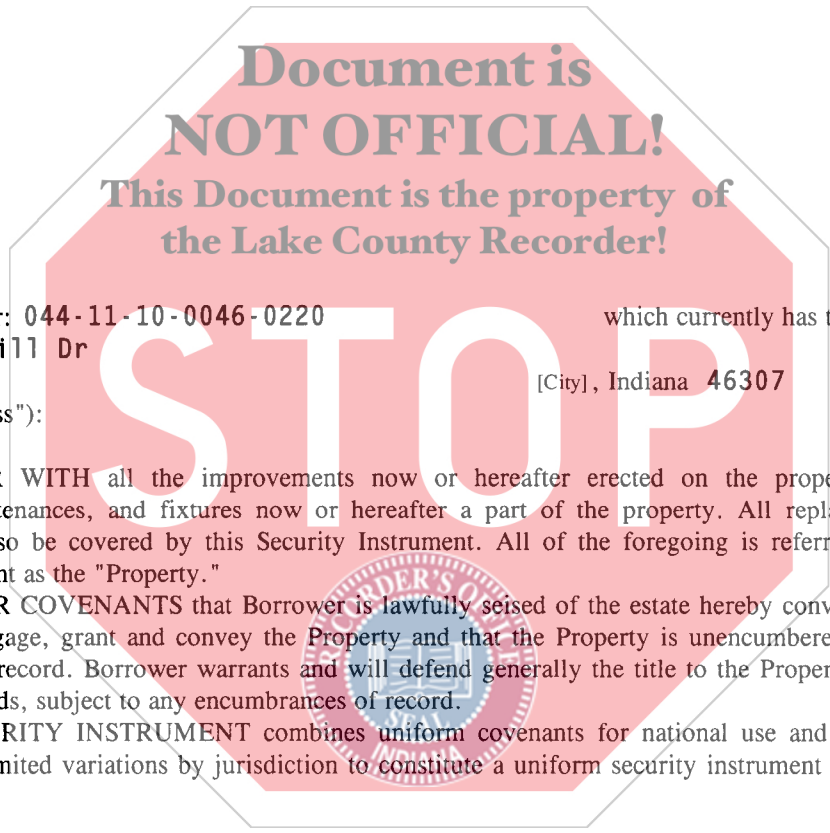 Document is
NOT OFFICIAL!
This Document is the property of
the Lake County Recorder!
STOP
r: 044-11-10-0046-0220 which currently has t
ill Dr
[City], Indiana 46307
ss"):
R WITH all the improvements now or hereafter erected on the prope
tenances, and fixtures now or hereafter a part of the property. All repla
so be covered by this Security Instrument. All of the foregoing is referr
nt as the "Property."
R COVENANTS that Borrower is lawfully seised of the estate hereby conv
gage, grant and convey the Property and that the Property is unencumbere
record. Borrower warrants and will defend generally the title to the Proper
ds, subject to any encumbrances of record.
RITY INSTRUMENT combines uniform covenants for national use and
mited variations by jurisdiction to constitute a uniform security instrument
RECORDER'S OFFICE
SEAL
INDIANA